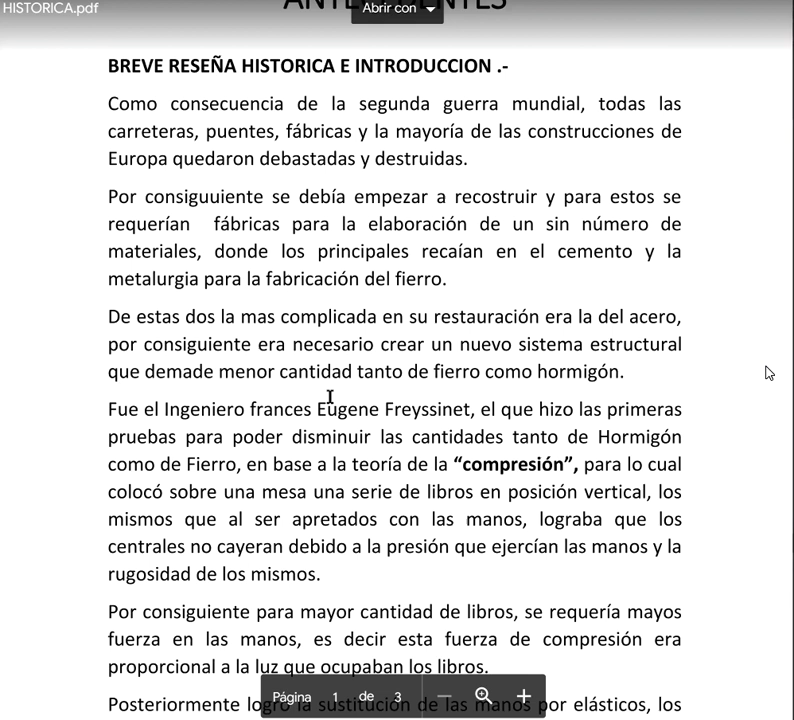 HISTORICA.pdf
Abrir con
BREVE RESEÑA HISTORICA E INTRODUCCION .-
Como consecuencia de la segunda guerra mundial, todas las
carreteras, puentes, fábricas y la mayoría de las construcciones de
Europa quedaron debastadas y destruidas.
Por consiguuiente se debía empezar a recostruir y para estos se
requerían fábricas para la elaboración de un sin número de
materiales, donde los principales recaían en el cemento y la
metalurgia para la fabricación del fierro.
De estas dos la mas complicada en su restauración era la del acero,
por consiguiente era necesario crear un nuevo sistema estructural
que demade menor cantidad tanto de fierro como hormigón.
Fue el Ingeniero frances Eugene Freyssinet, el que hizo las primeras
pruebas para poder disminuir las cantidades tanto de Hormigón
como de Fierro, en base a la teoría de la “compresión”, para lo cual
colocó sobre una mesa una serie de libros en posición vertical, los
mismos que al ser apretados con las manos, lograba que los
centrales no cayeran debido a la presión que ejercían las manos y la
rugosidad de los mismos.
Por consiguiente para mayor cantidad de libros, se requería mayos
fuerza en las manos, es decir esta fuerza de compresión era
proporcional a la luz que ocupaban los libros.
Posteriormente logró la sustitución de las manos por elásticos, los
Página 1 de 3